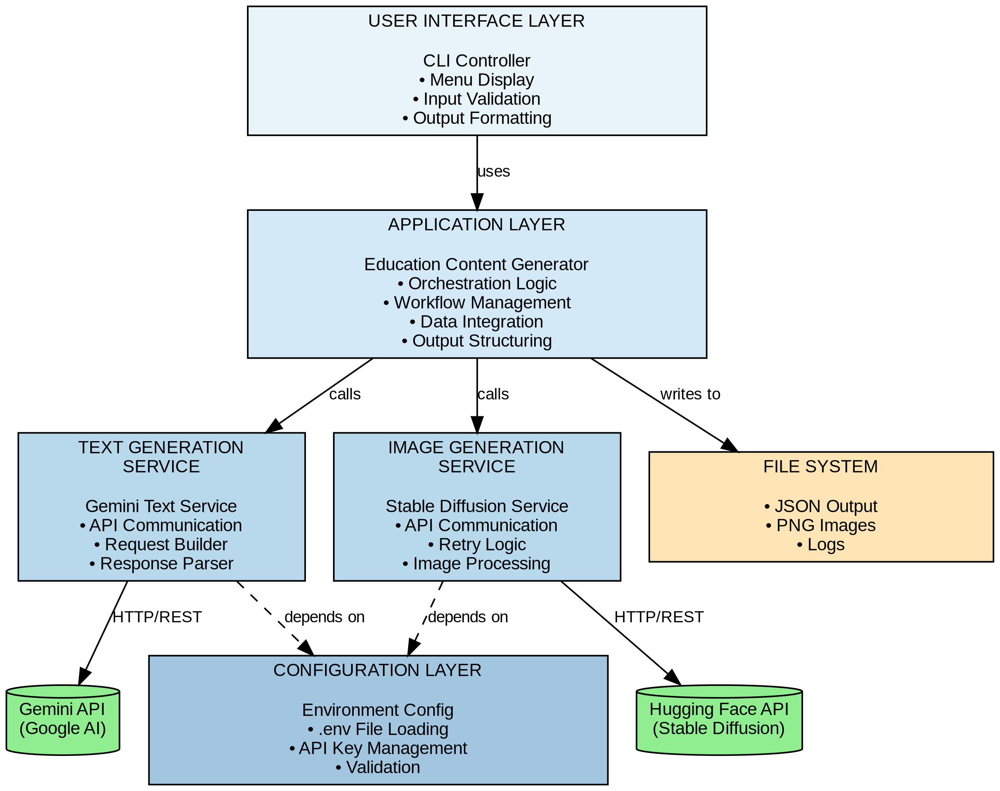 USER INTERFACE LAYER
CLI Controller
• Menu Display
• Input Validation
• Output Formatting
uses
APPLICATION LAYER
Education Content Generator
• Orchestration Logic
• Workflow Management
• Data Integration
• Output Structuring
calls
calls
writes to
TEXT GENERATION
SERVICE
Gemini Text Service
• API Communication
• Request Builder
• Response Parser
IMAGE GENERATION
SERVICE
Stable Diffusion Service
• API Communication
• Retry Logic
• Image Processing
FILE SYSTEM
• JSON Output
• PNG Images
• Logs
HTTP/REST
depends on
depends on
HTTP/REST
Gemini API
(Google AI)
CONFIGURATION LAYER
Environment Config
• .env File Loading
• API Key Management
• Validation
Hugging Face API
(Stable Diffusion)